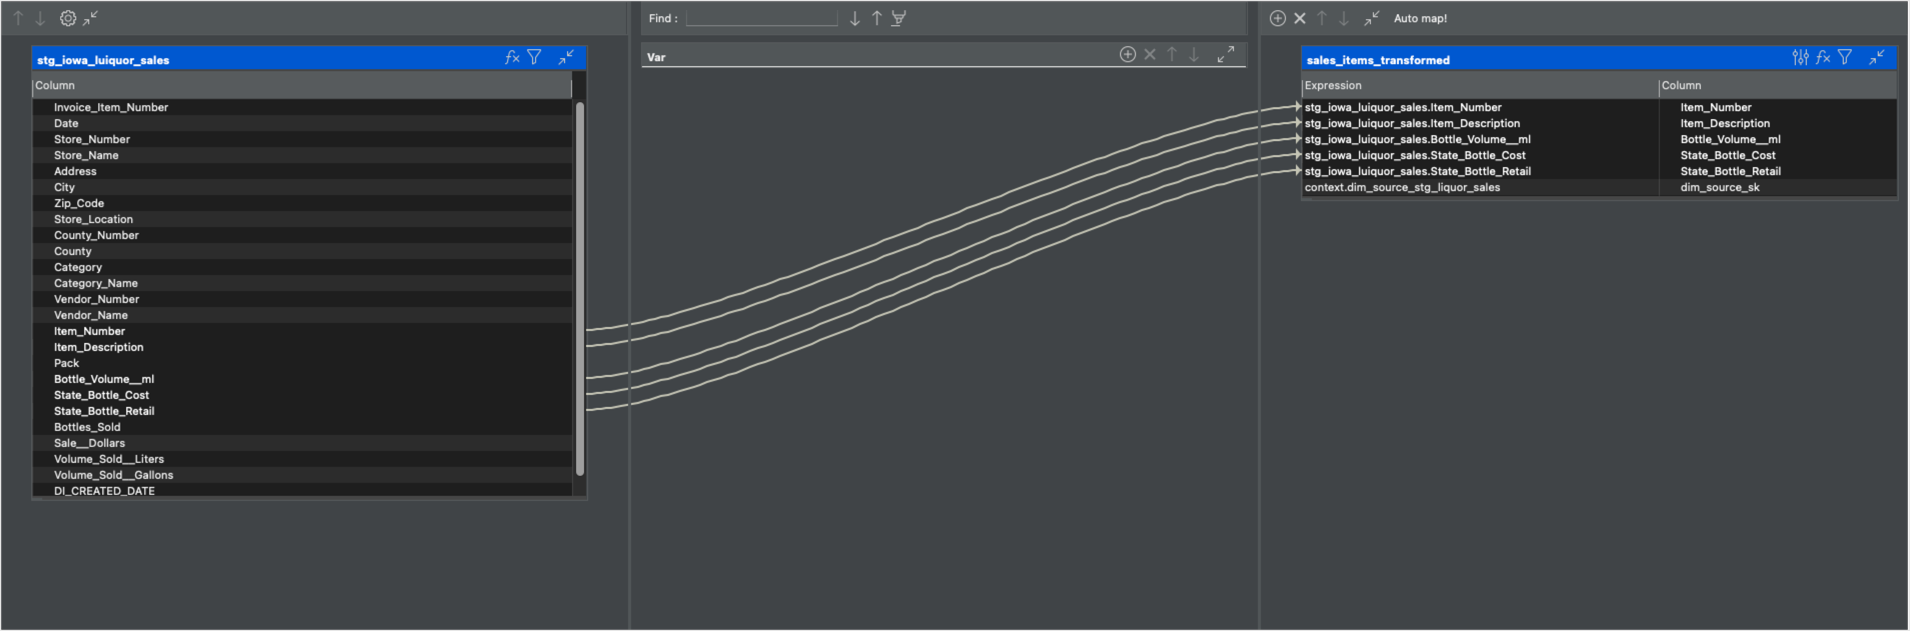 Find :
Auto map!
stg_iowa_luiquor_sales
Column
Invoice_Item_Number
Date
Store_Number
Store_Name
Address
City
Zip_Code
Store_Location
County_Number
County
Category
Category_Name
Vendor_Number
Vendor_Name
Item_Number
Item_Description
Pack
Bottle_Volume__ml
State_Bottle_Cost
State_Bottle_Retail
Bottles_Sold
Sale__Dollars
Volume_Sold__Liters
Volume_Sold__Gallons
DI_CREATED_DATE
Var
sales_items_transformed
Expression Column
stg_iowa_luiquor_sales.Item_Number Item_Number
stg_iowa_luiquor_sales.Item_Description Item_Description
stg_iowa_luiquor_sales.Bottle_Volume__ml Bottle_Volume__ml
stg_iowa_luiquor_sales.State_Bottle_Cost State_Bottle_Cost
stg_iowa_luiquor_sales.State_Bottle_Retail State_Bottle_Retail
context.dim_source_stg_liquor_sales dim_source_sk